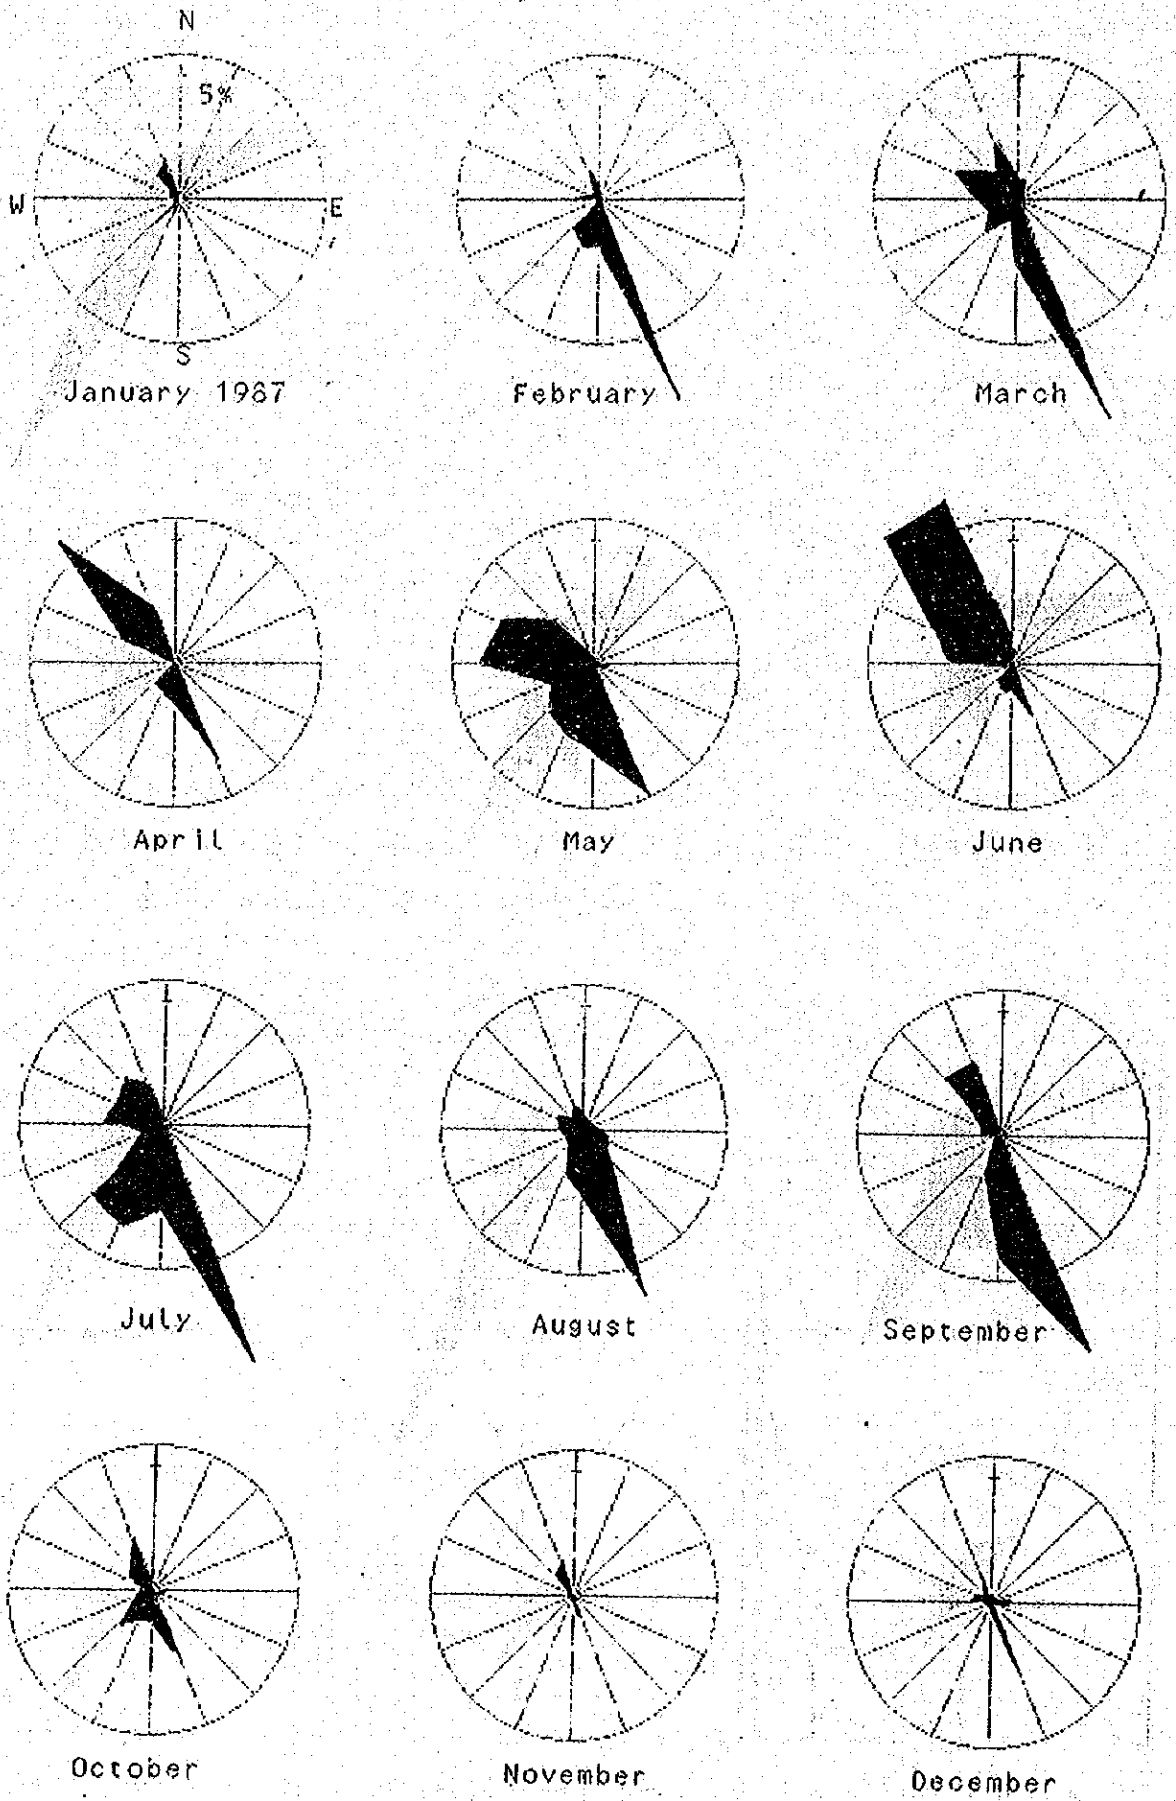 N
5%
W E
S
January 1987 February March
April May June
July August September
October November December